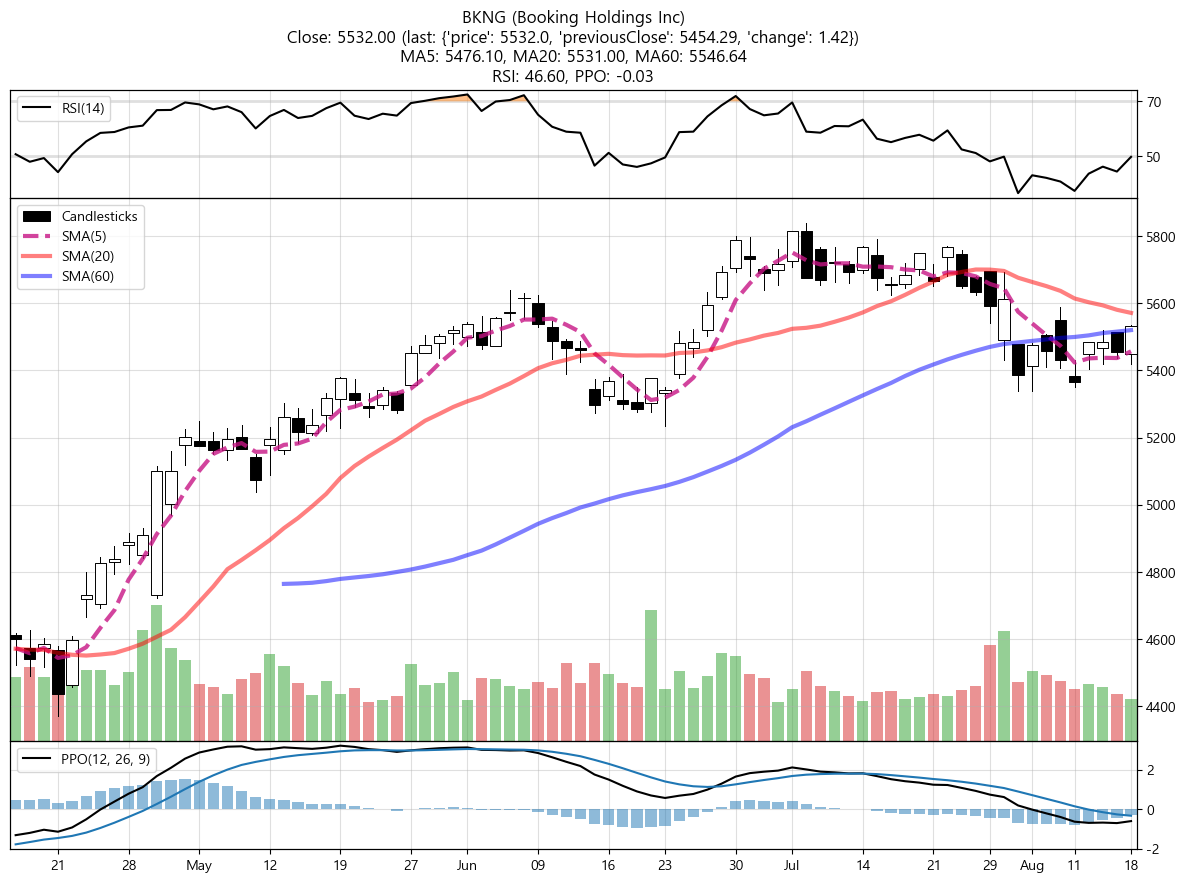 BKNG (Booking Holdings Inc)
Close: 5532.00 (last: {'price': 5532.0, 'previousClose': 5454.29, 'change': 1.42})
MA5: 5476.10, MA20: 5531.00, MA60: 5546.64
RSI: 46.60, PPO: -0.03
RSI(14)
70
50
Candlesticks
SMA(5)
SMA(20)
SMA(60)
5800
5600
5400
5200
5000
4800
4600
4400
PPO(12, 26, 9)
2
0
-2
21 28 May 12 19 27 Jun 09 16 23 30 Jul 14 21 29 Aug 11 18